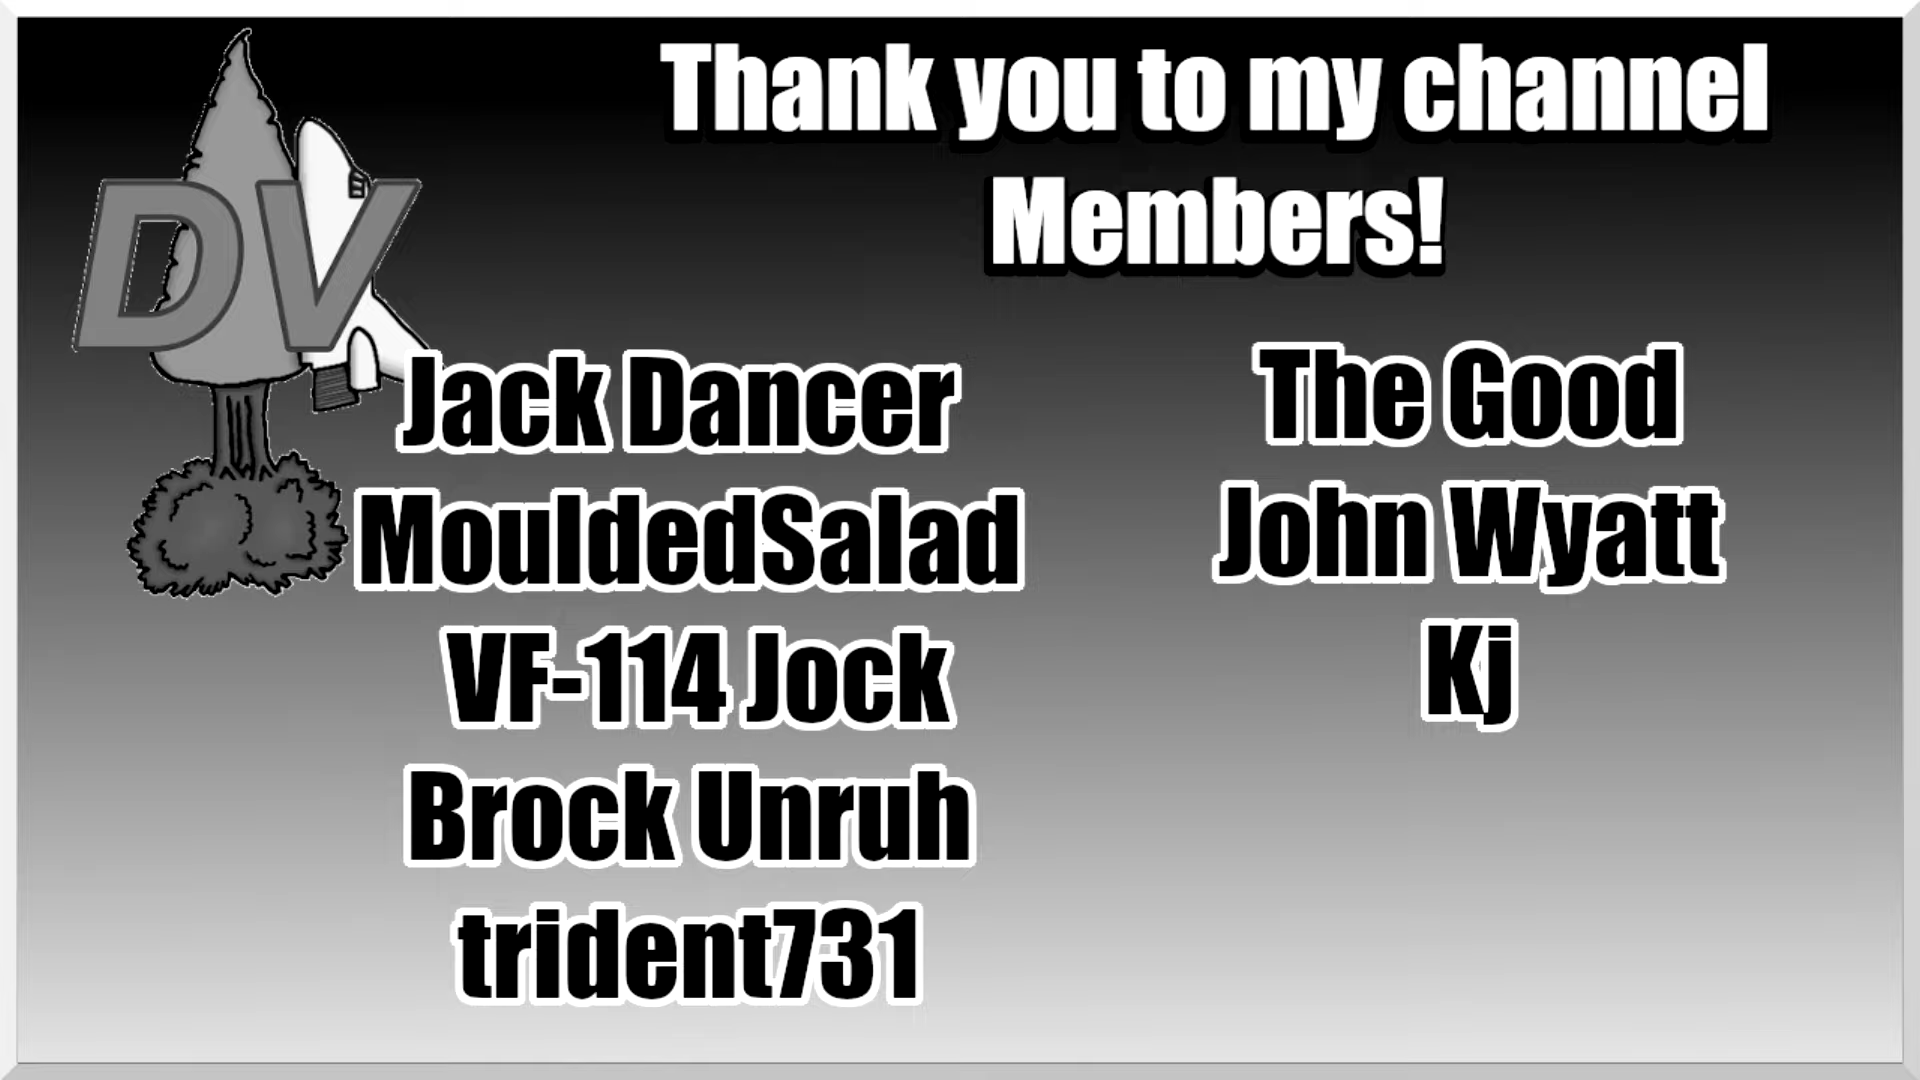 DV
Thank you to my channel
Members!
Jack Dancer
MouldedSalad
VF-114 Jock
Brock Unruh
trident731
The Good
John Wyatt
Kj